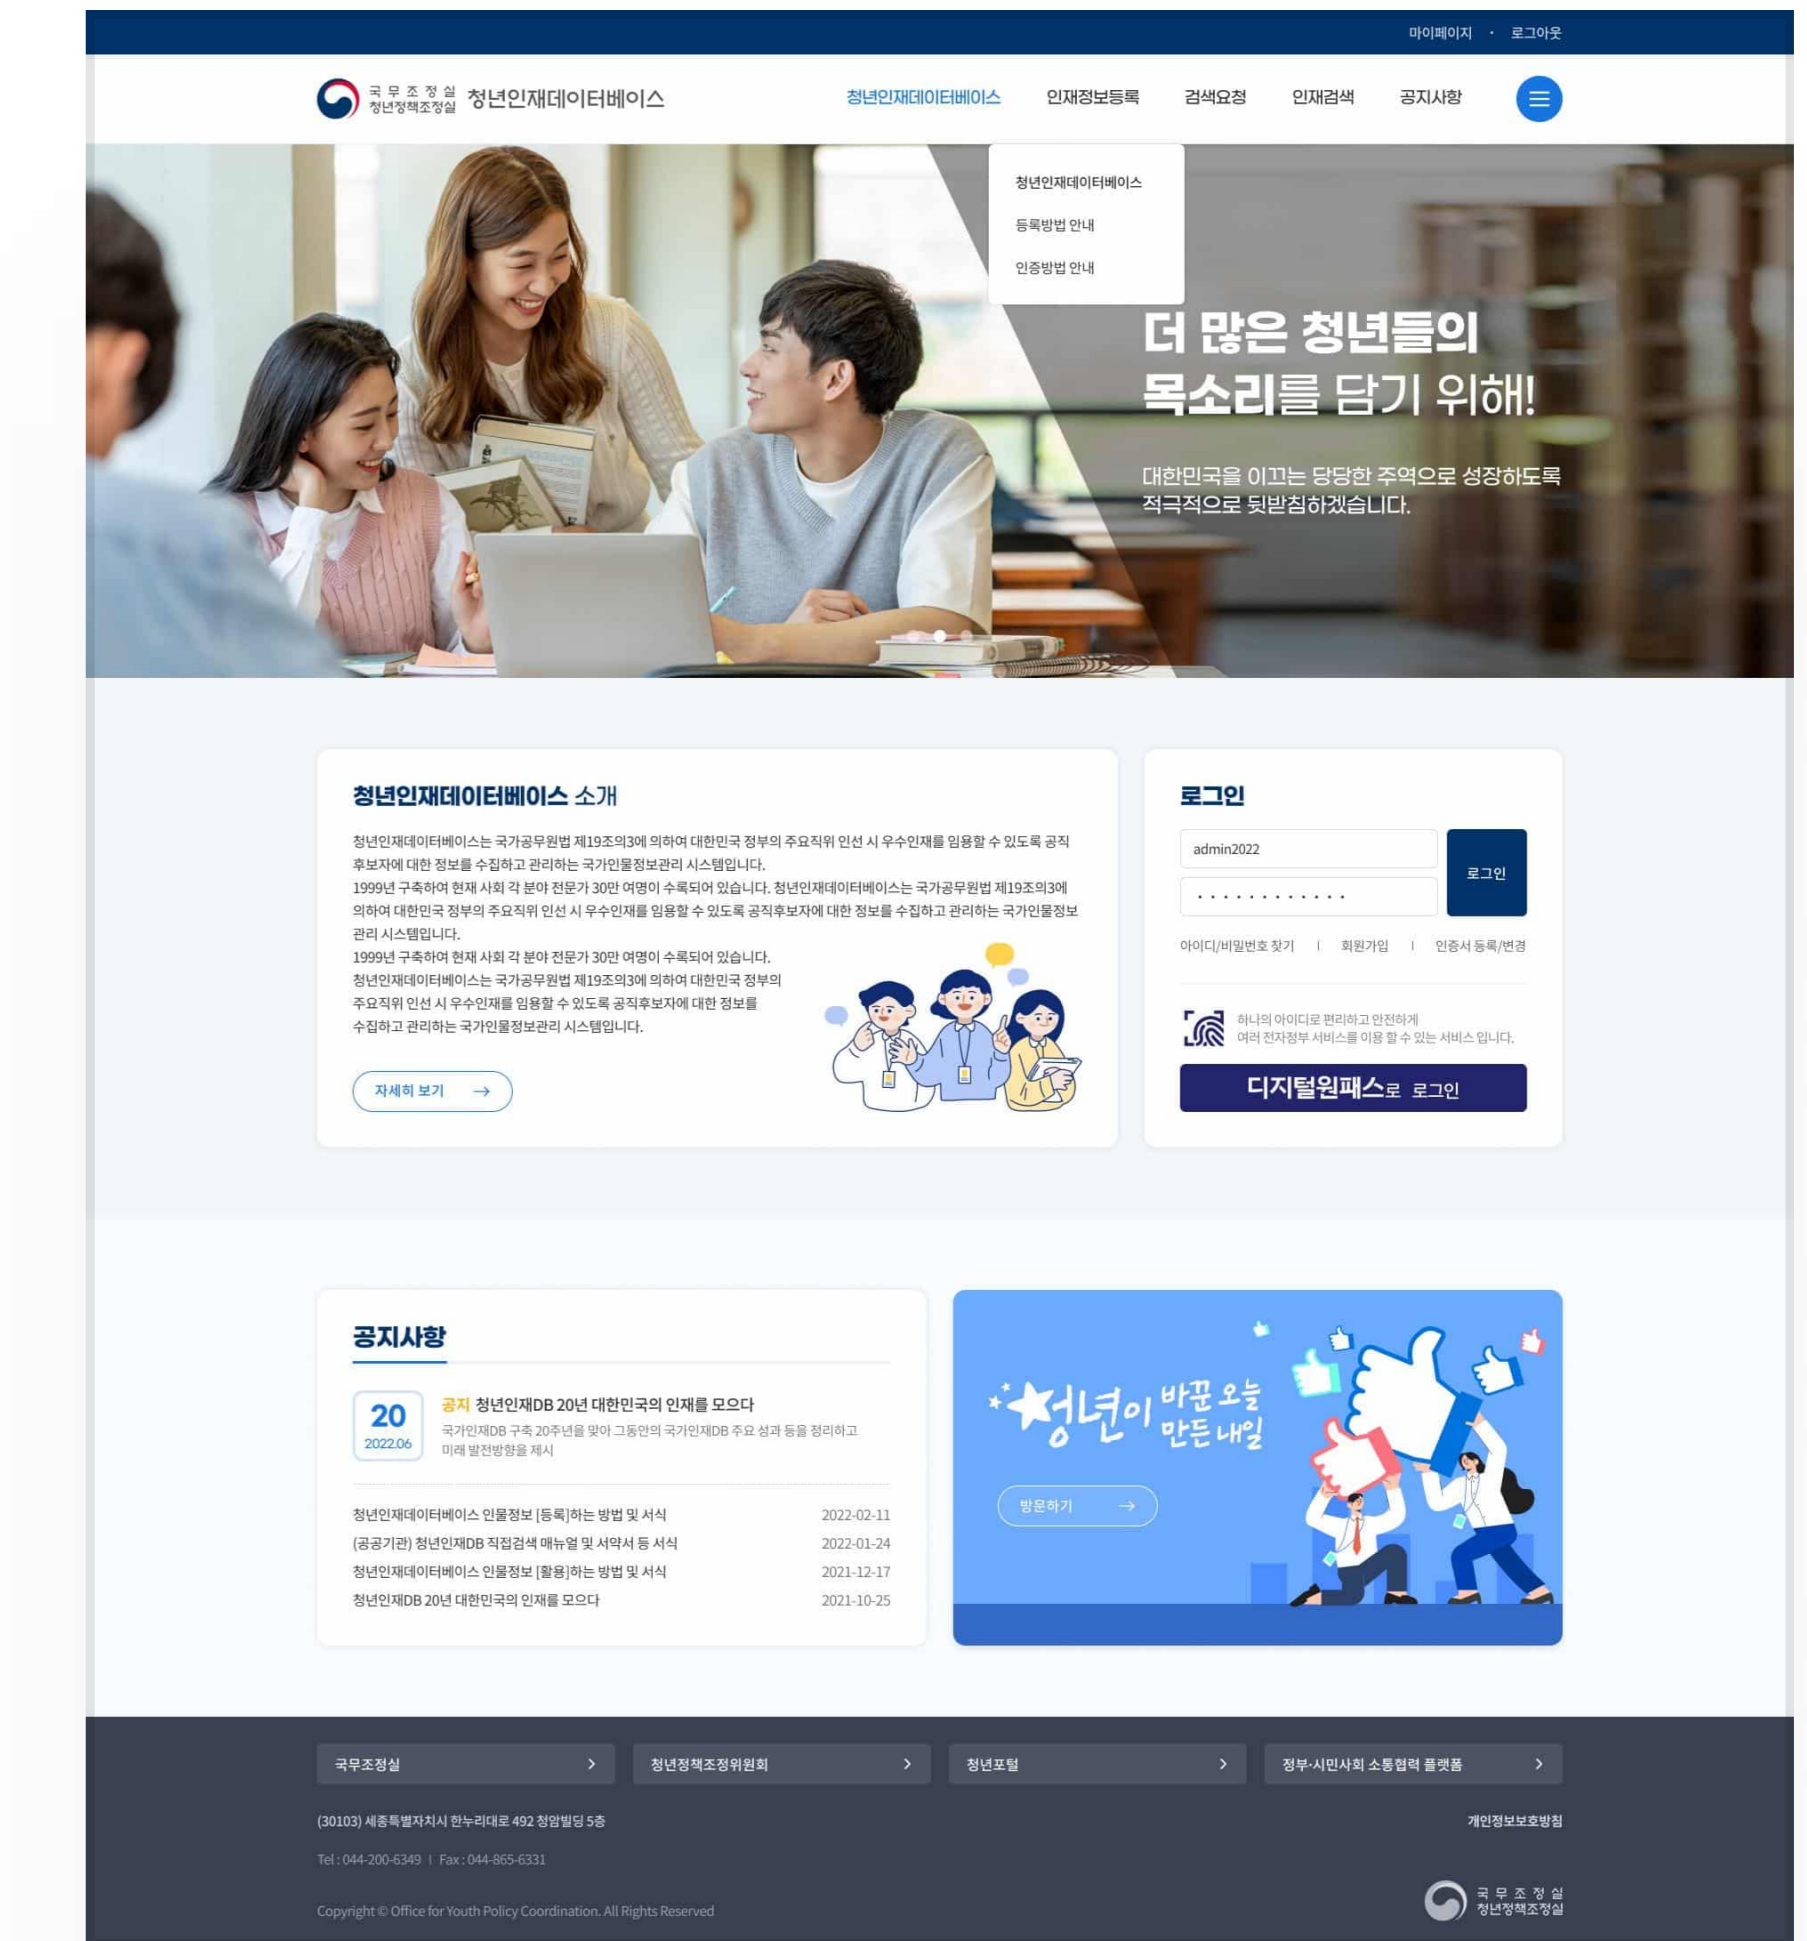 마이페이지 · 로그아웃
국무조정실
청년정책조정실
청년인재데이터베이스
청년인재데이터베이스 인재정보등록 검색요청 인재검색 공지사항
청년인재데이터베이스
등록방법 안내
인증방법 안내
더 많은 청년들의
목소리를 담기 위해!
대한민국을 이끄는 당당한 주역으로 성장하도록
적극적으로 뒷받침하겠습니다.
청년인재데이터베이스 소개
청년인재데이터베이스는 국가공무원법 제19조의3에 의하여 대한민국 정부의 주요직위 인선 시 우수인재를 임용할 수 있도록 공직
후보자에 대한 정보를 수집하고 관리하는 국가인물정보관리 시스템입니다.
1999년 구축하여 현재 사회 각 분야 전문가 30만 여명이 수록되어 있습니다. 청년인재데이터베이스는 국가공무원법 제19조의3에
의하여 대한민국 정부의 주요직위 인선 시 우수인재를 임용할 수 있도록 공직후보자에 대한 정보를 수집하고 관리하는 국가인물정보
관리 시스템입니다.
1999년 구축하여 현재 사회 각 분야 전문가 30만 여명이 수록되어 있습니다.
청년인재데이터베이스는 국가공무원법 제19조의3에 의하여 대한민국 정부의
주요직위 인선 시 우수인재를 임용할 수 있도록 공직후보자에 대한 정보를
수집하고 관리하는 국가인물정보관리 시스템입니다.
자세히 보기 →
로그인
admin2022
············
로그인
아이디/비밀번호 찾기 | 회원가입 | 인증서 등록/변경
하나의 아이디로 편리하고 안전하게
여러 전자정부 서비스를 이용 할 수 있는 서비스 입니다.
디지털원패스로 로그인
공지사항
20
2022.06
공지 청년인재DB 20년 대한민국의 인재를 모으다
국가인재DB 구축 20주년을 맞아 그동안의 국가인재DB 주요 성과 등을 정리하고
미래 발전방향을 제시
청년인재데이터베이스 인물정보 [등록]하는 방법 및 서식 2022-02-11
(공공기관) 청년인재DB 직접검색 매뉴얼 및 서약서 등 서식 2022-01-24
청년인재데이터베이스 인물정보 [활용]하는 방법 및 서식 2021-12-17
청년인재DB 20년 대한민국의 인재를 모으다 2021-10-25
청년이 바꾼 오늘
만든 내일
방문하기 →
국무조정실 > 청년정책조정위원회 > 청년포털 > 정부·시민사회 소통협력 플랫폼 >
(30103) 세종특별자치시 한누리대로 492 청암빌딩 5층
개인정보보호방침
Tel : 044-200-6349 | Fax : 044-865-6331
Copyright © Office for Youth Policy Coordination. All Rights Reserved
국무조정실
청년정책조정실